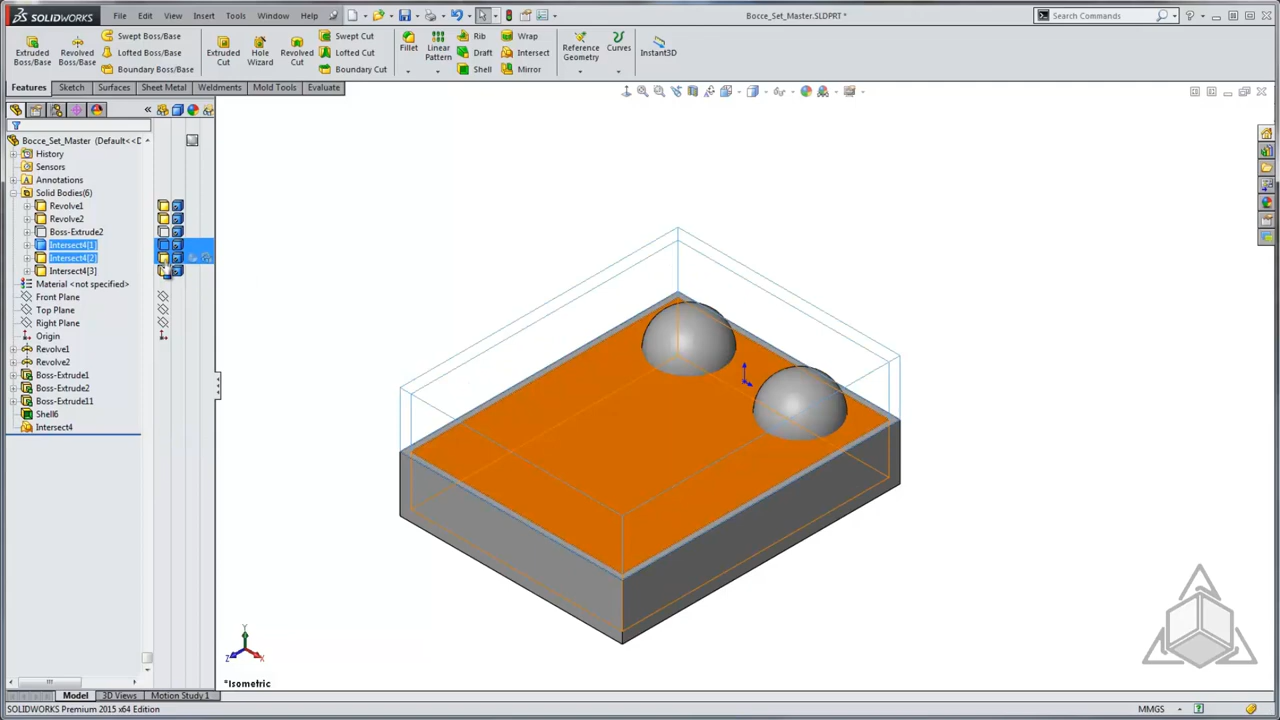 SOLIDWORKS File Edit View Insert Tools Window Help Bocce_Set_Master.SLDPRT * Search Commands
Extruded Boss/Base
Revolved Boss/Base
Swept Boss/Base
Lofted Boss/Base
Boundary Boss/Base
Extruded Cut
Hole Wizard
Revolved Cut
Swept Cut
Lofted Cut
Boundary Cut
Fillet
Linear Pattern
Rib
Draft
Shell
Wrap
Intersect
Mirror
Reference Geometry
Curves
Instant3D
Features Sketch Surfaces Sheet Metal Weldments Mold Tools Evaluate
Bocce_Set_Master (Default<<D
History
Sensors
Annotations
Solid Bodies(6)
Revolve1
Revolve2
Boss-Extrude2
Intersect4[1]
Intersect4[2]
Intersect4[3]
Material <not specified>
Front Plane
Top Plane
Right Plane
Origin
Revolve1
Revolve2
Boss-Extrude1
Boss-Extrude2
Boss-Extrude11
Shell6
Intersect4
Y
Z
X
*Isometric
Model 3D Views Motion Study 1
SOLIDWORKS Premium 2015 x64 Edition MMGS